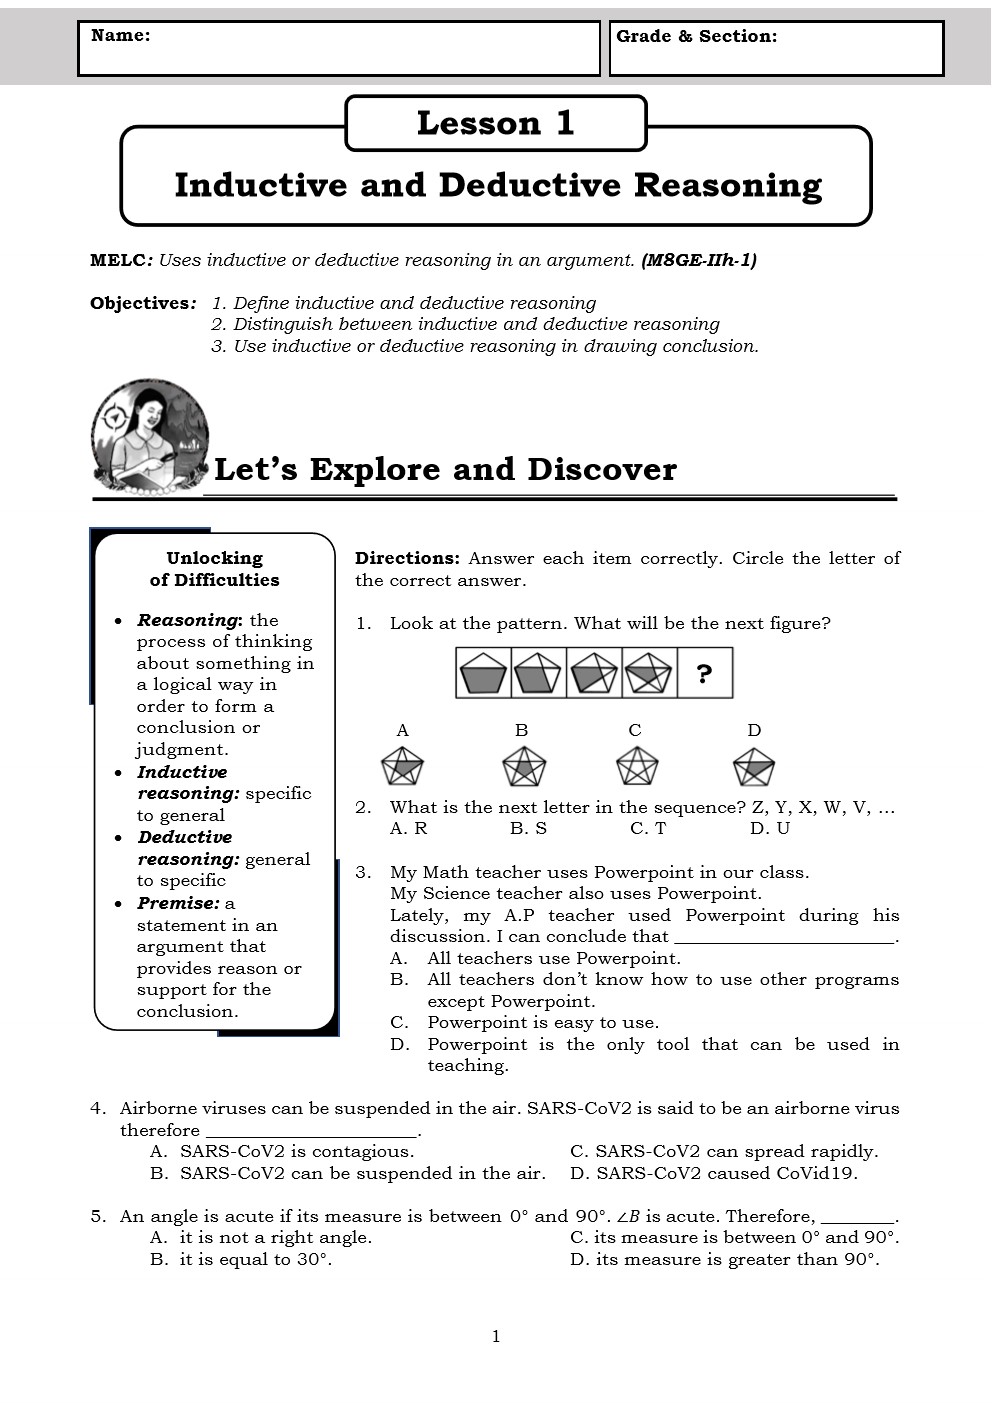 Name:
Grade & Section:
Lesson 1
Inductive and Deductive Reasoning
MELC: Uses inductive or deductive reasoning in an argument. (M8GE-IIh-1)
Objectives: 1. Define inductive and deductive reasoning
2. Distinguish between inductive and deductive reasoning
3. Use inductive or deductive reasoning in drawing conclusion.
Let’s Explore and Discover
Unlocking
of Difficulties
• Reasoning: the
process of thinking
about something in
a logical way in
order to form a
conclusion or
judgment.
• Inductive
reasoning: specific
to general
• Deductive
reasoning: general
to specific
• Premise: a
statement in an
argument that
provides reason or
support for the
conclusion.
Directions: Answer each item correctly. Circle the letter of
the correct answer.
1. Look at the pattern. What will be the next figure?
?
A B C D
2. What is the next letter in the sequence? Z, Y, X, W, V, …
A. R B. S C. T D. U
3. My Math teacher uses Powerpoint in our class.
My Science teacher also uses Powerpoint.
Lately, my A.P teacher used Powerpoint during his
discussion. I can conclude that ______________________.
A. All teachers use Powerpoint.
B. All teachers don’t know how to use other programs
except Powerpoint.
C. Powerpoint is easy to use.
D. Powerpoint is the only tool that can be used in
teaching.
4. Airborne viruses can be suspended in the air. SARS-CoV2 is said to be an airborne virus
therefore _____________________.
A. SARS-CoV2 is contagious. C. SARS-CoV2 can spread rapidly.
B. SARS-CoV2 can be suspended in the air. D. SARS-CoV2 caused CoVid19.
5. An angle is acute if its measure is between 0° and 90°. ∠B is acute. Therefore, _______.
A. it is not a right angle. C. its measure is between 0° and 90°.
B. it is equal to 30°. D. its measure is greater than 90°.
1